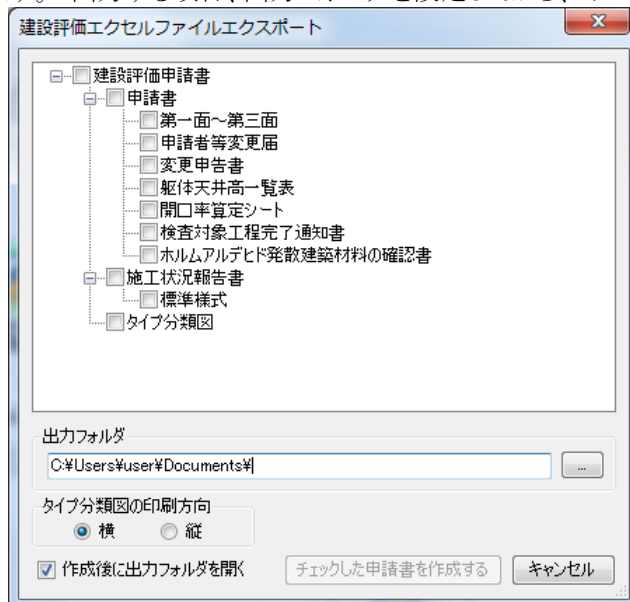 建設評価エクセルファイルエクスポート
建設評価申請書
申請書
第一面～第三面
申請者等変更届
変更申告書
躯体天井高一覧表
開口率算定シート
検査対象工程完了通知書
ホルムアルデヒド発散建築材料の確認書
施工状況報告書
標準様式
タイプ分類図
出力フォルダ
C:¥Users¥user¥Documents¥
...
タイプ分類図の印刷方向
横 縦
作成後に出力フォルダを開く チェックした申請書を作成する キャンセル